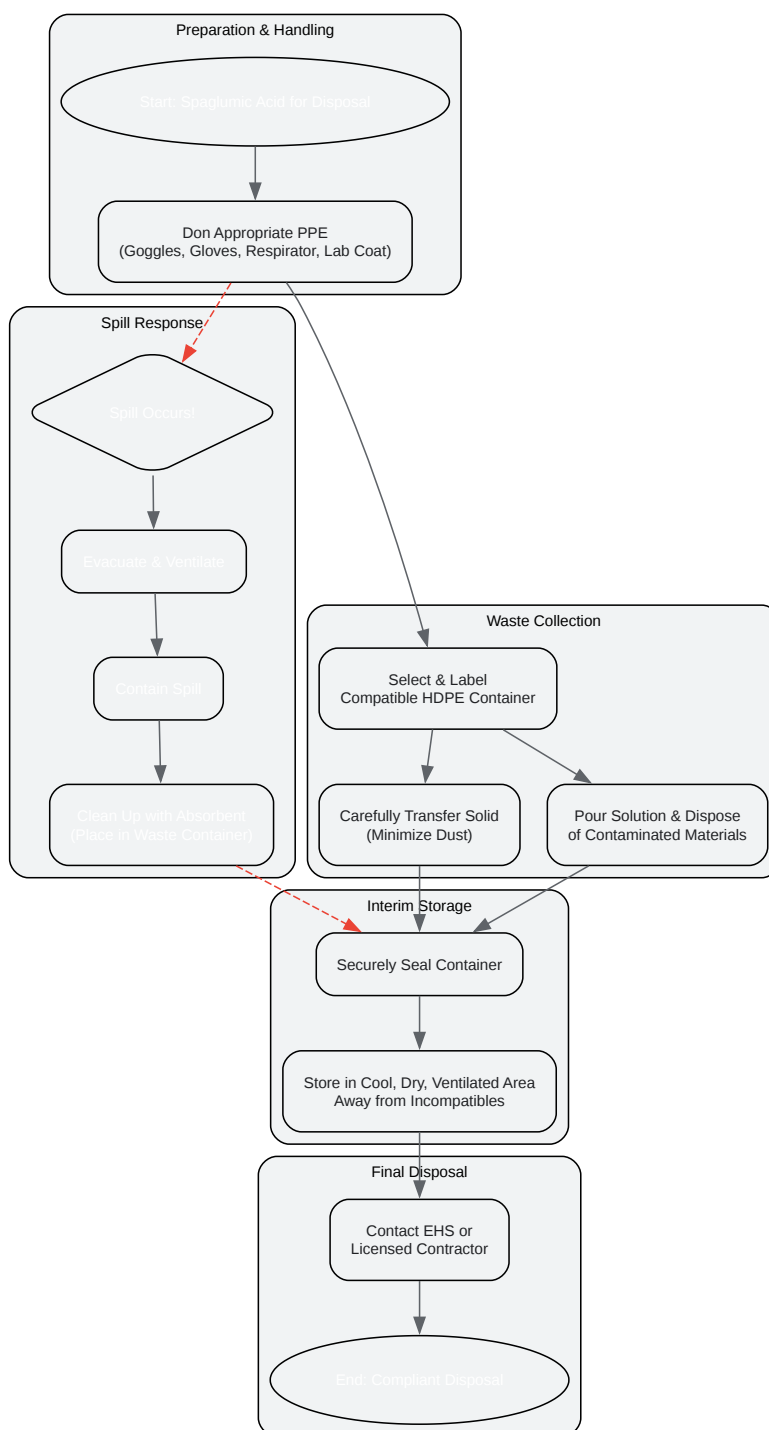 Preparation & Handling
Start: Spaglumic Acid for Disposal
Don Appropriate PPE
(Goggles, Gloves, Respirator, Lab Coat)
Spill Response
Spill Occurs!
Evacuate & Ventilate
Contain Spill
Clean Up with Absorbent
(Place in Waste Container)
Waste Collection
Select & Label
Compatible HDPE Container
Carefully Transfer Solid
(Minimize Dust)
Pour Solution & Dispose
of Contaminated Materials
Interim Storage
Securely Seal Container
Store in Cool, Dry, Ventilated Area
Away from Incompatibles
Final Disposal
Contact EHS or
Licensed Contractor
End: Compliant Disposal